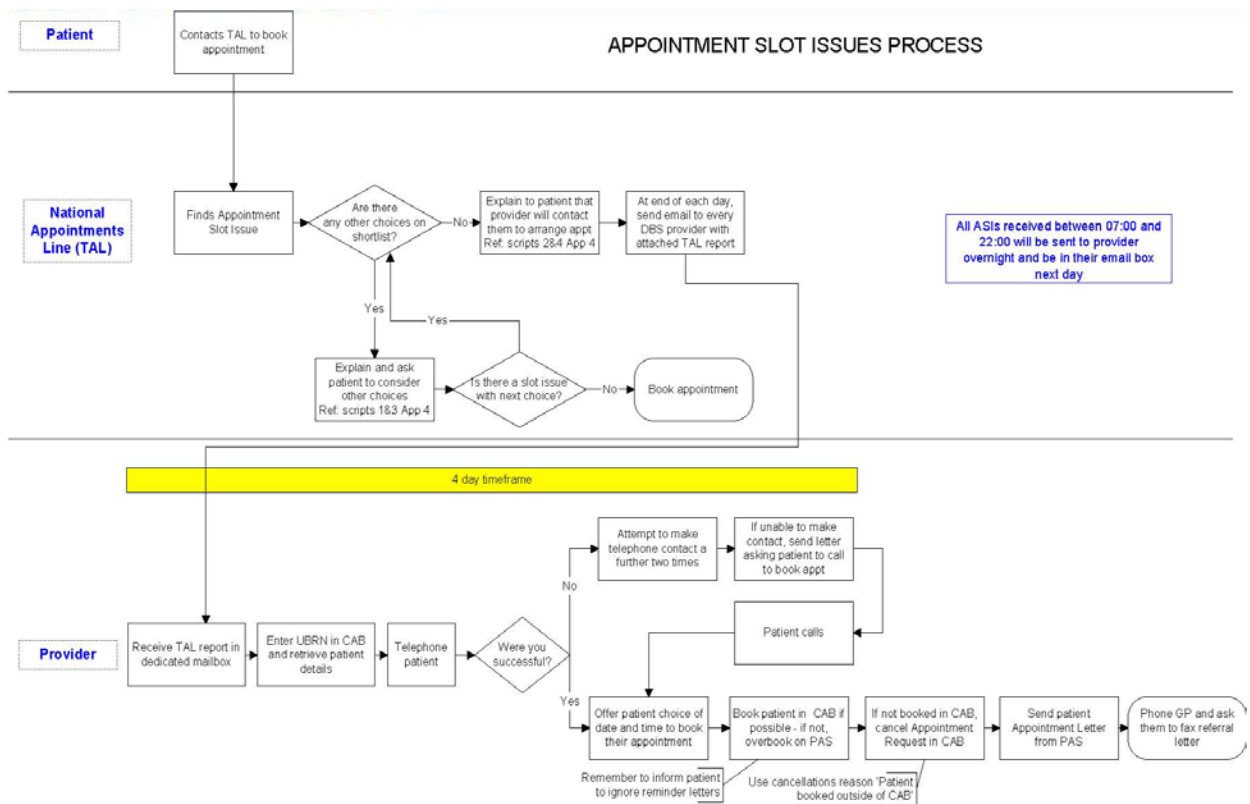 Patient
Contacts TAL to book
appointment
APPOINTMENT SLOT ISSUES PROCESS
National
Appointments
Line (TAL)
Finds Appointment
Slot Issue
Are there
any other choices on
shortlist?
No
Explain to patient that
provider will contact
them to arrange appt
Ref: scripts 2&4 App 4
At end of each day,
send email to every
DBS provider with
attached TAL report
All ASIs received between 07:00 and
22:00 will be sent to provider
overnight and be in their email box
next day
Yes
Yes
Explain and ask
patient to consider
other choices
Ref: scripts 1&3 App 4
Is there a slot issue
with next choice?
No
Book appointment
4 day timeframe
Attempt to make
telephone contact a
further two times
If unable to make
contact, send letter
asking patient to call
to book appt
No
Patient calls
Provider
Receive TAL report in
dedicated mailbox
Enter UBRN in CAB
and retrieve patient
details
Telephone
patient
Were you
successful?
Yes
Offer patient choice of
date and time to book
their appointment
Book patient in CAB if
possible - if not,
overbook on PAS
If not booked in CAB,
cancel Appointment
Request in CAB
Send patient
Appointment Letter
from PAS
Phone GP and ask
them to fax referral
letter
Remember to inform patient
to ignore reminder letters
Use cancellations reason 'Patient
booked outside of CAB'